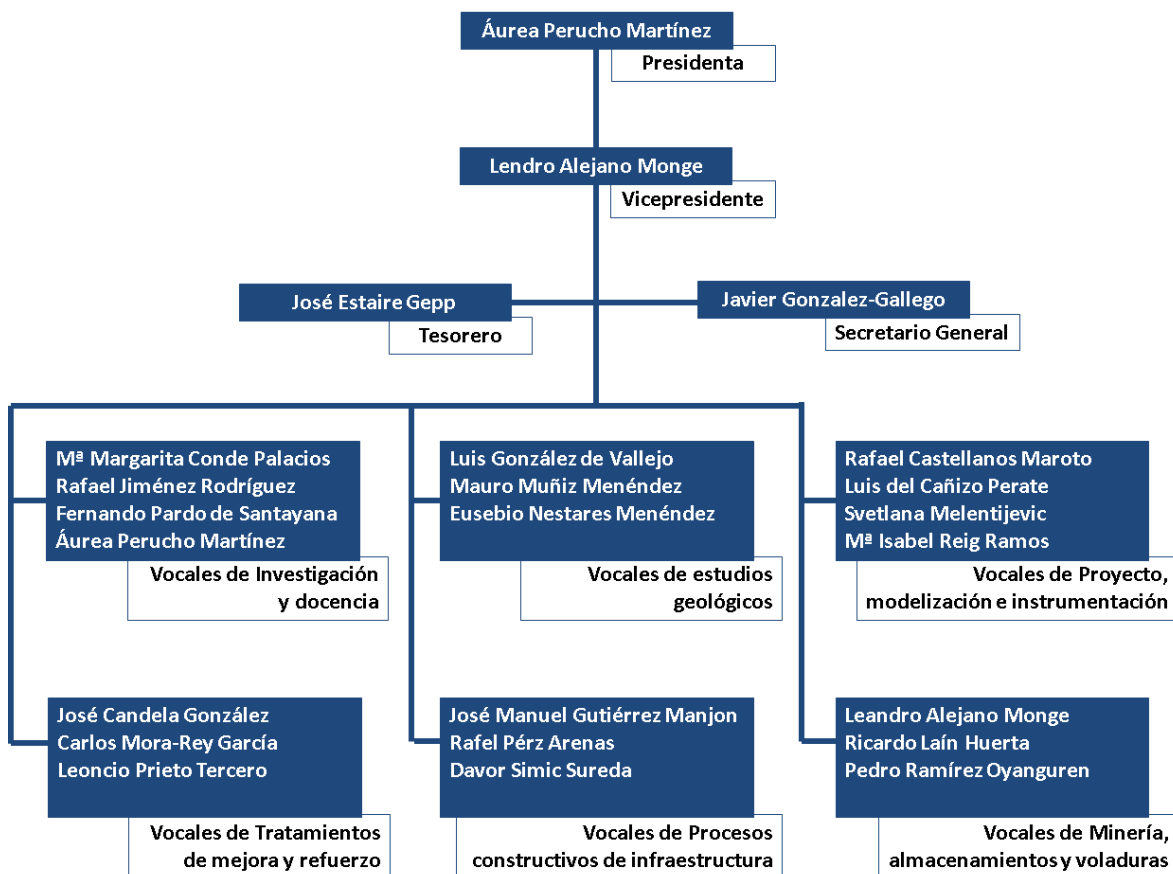 Áurea Perucho Martínez
Presidenta
Lendro Alejano Monge
Vicepresidente
José Estaire Gepp
Tesorero
Javier Gonzalez-Gallego
Secretario General
Mª Margarita Conde Palacios
Rafael Jiménez Rodríguez
Fernando Pardo de Santayana
Áurea Perucho Martínez
Vocales de Investigación
y docencia
Luis González de Vallejo
Mauro Muñiz Menéndez
Eusebio Nestares Menéndez
Vocales de estudios
geológicos
Rafael Castellanos Maroto
Luis del Cañizo Perate
Svetlana Melentijevic
Mª Isabel Reig Ramos
Vocales de Proyecto,
modelización e instrumentación
José Candela González
Carlos Mora-Rey García
Leoncio Prieto Tercero
Vocales de Tratamientos
de mejora y refuerzo
José Manuel Gutiérrez Manjon
Rafel Pérz Arenas
Davor Simic Sureda
Vocales de Procesos
constructivos de infraestructura
Leandro Alejano Monge
Ricardo Laín Huerta
Pedro Ramírez Oyanguren
Vocales de Minería,
almacenamientos y voladuras